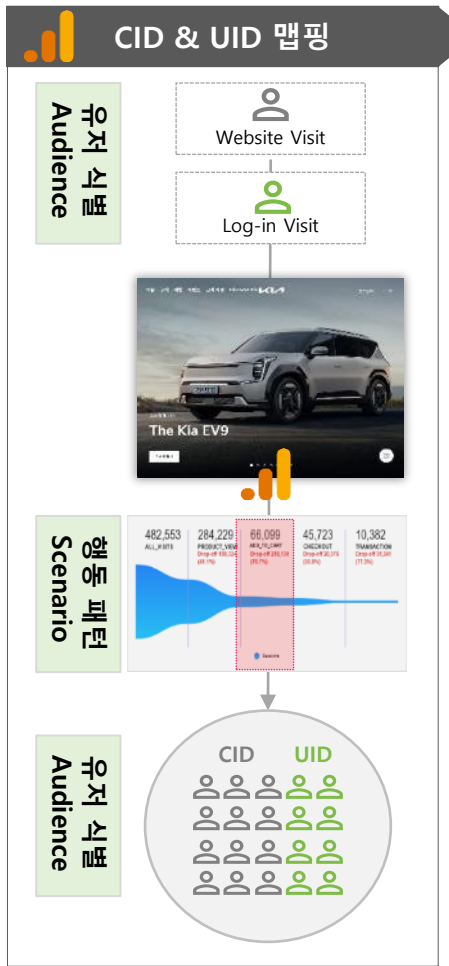 CID & UID 맵핑
유저 식별
Audience
Website Visit
Log-in Visit
The Kia EV9
행동 패턴
Scenario
482,553
ALL_VISITS
284,229
PRODUCT_VIEW
66,099
ADD_TO_CART
45,723
CHECKOUT
10,382
TRANSACTION
유저 식별
Audience
CID UID